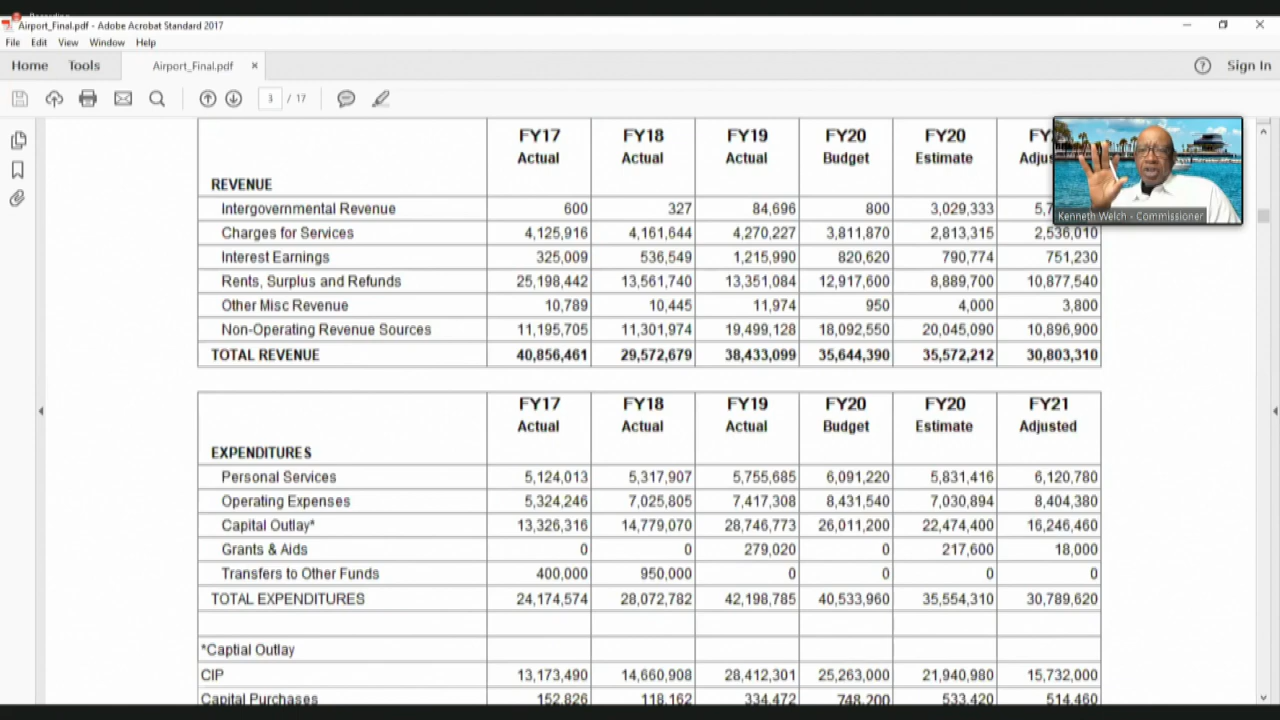 Airport_Final.pdf - Adobe Acrobat Standard 2017
File Edit View Window Help
Home Tools Airport_Final.pdf × ? Sign In
3 / 17
FY17 FY18 FY19 FY20 FY20
Actual Actual Actual Budget Estimate
REVENUE
Intergovernmental Revenue 600 327 84,696 800 3,029,333
Kenneth Welch - Commissioner
Charges for Services 4,125,916 4,161,644 4,270,227 3,811,870 2,813,315 2,536,010
Interest Earnings 325,009 536,549 1,215,990 820,620 790,774 751,230
Rents, Surplus and Refunds 25,198,442 13,561,740 13,351,084 12,917,600 8,889,700 10,877,540
Other Misc Revenue 10,789 10,445 11,974 950 4,000 3,800
Non-Operating Revenue Sources 11,195,705 11,301,974 19,499,128 18,092,550 20,045,090 10,896,900
TOTAL REVENUE 40,856,461 29,572,679 38,433,099 35,644,390 35,572,212 30,803,310
FY17 FY18 FY19 FY20 FY20 FY21
Actual Actual Actual Budget Estimate Adjusted
EXPENDITURES
Personal Services 5,124,013 5,317,907 5,755,685 6,091,220 5,831,416 6,120,780
Operating Expenses 5,324,246 7,025,805 7,417,308 8,431,540 7,030,894 8,404,380
Capital Outlay* 13,326,316 14,779,070 28,746,773 26,011,200 22,474,400 16,246,460
Grants & Aids 0 0 279,020 0 217,600 18,000
Transfers to Other Funds 400,000 950,000 0 0 0 0
TOTAL EXPENDITURES 24,174,574 28,072,782 42,198,785 40,533,960 35,554,310 30,789,620
*Captial Outlay
CIP 13,173,490 14,660,908 28,412,301 25,263,000 21,940,980 15,732,000
Capital Purchases 152,826 118,162 334,472 748,200 533,420 514,460